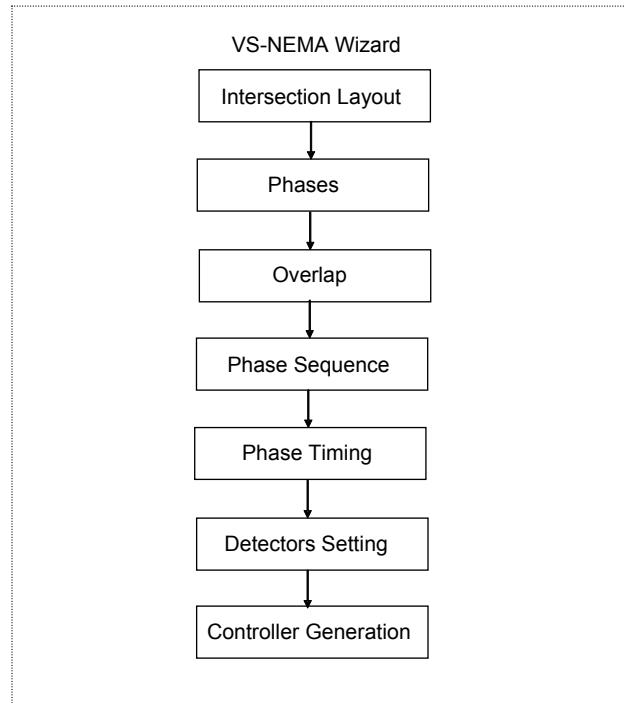 VS-NEMA Wizard
Intersection Layout
Phases
Overlap
Phase Sequence
Phase Timing
Detectors Setting
Controller Generation